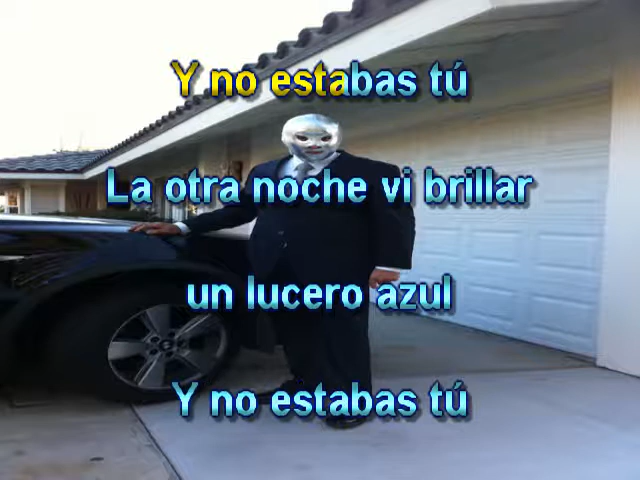 Y no estabas tú
La otra noche vi brillar
un lucero azul
Y no estabas tú